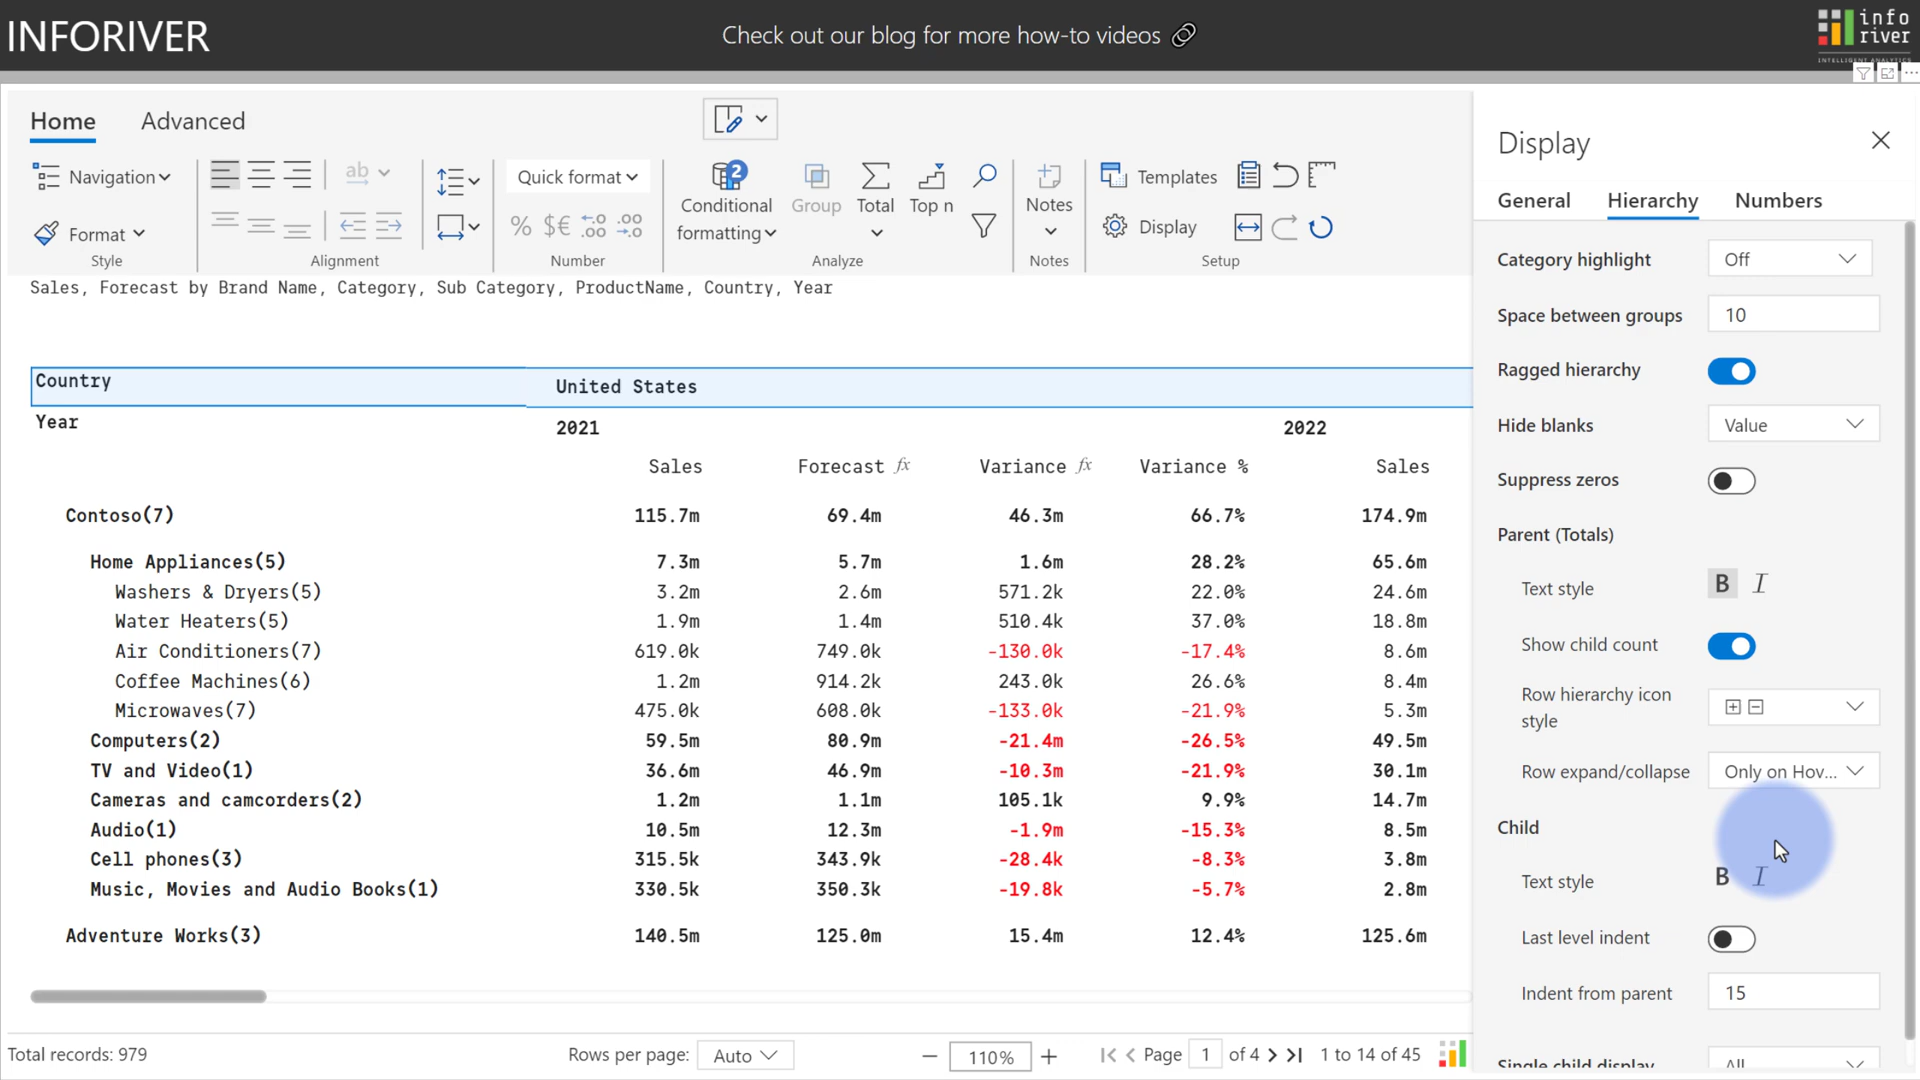 INFORIVER
Check out our blog for more how-to videos
info
river
INTELLIGENT ANALYTICS
Home
Advanced
Navigation
ab
Format
Style
Alignment
Quick format
% $€ .00 .00
Number
2
Conditional
formatting
Group
Total
Top n
Analyze
Notes
Notes
Templates
Display
Setup
Sales, Forecast by Brand Name, Category, Sub Category, ProductName, Country, Year
Country United States
Year 2021 2022
Sales Forecast fx Variance fx Variance % Sales
Contoso(7) 115.7m 69.4m 46.3m 66.7% 174.9m
Home Appliances(5) 7.3m 5.7m 1.6m 28.2% 65.6m
Washers & Dryers(5) 3.2m 2.6m 571.2k 22.0% 24.6m
Water Heaters(5) 1.9m 1.4m 510.4k 37.0% 18.8m
Air Conditioners(7) 619.0k 749.0k -130.0k -17.4% 8.6m
Coffee Machines(6) 1.2m 914.2k 243.0k 26.6% 8.4m
Microwaves(7) 475.0k 608.0k -133.0k -21.9% 5.3m
Computers(2) 59.5m 80.9m -21.4m -26.5% 49.5m
TV and Video(1) 36.6m 46.9m -10.3m -21.9% 30.1m
Cameras and camcorders(2) 1.2m 1.1m 105.1k 9.9% 14.7m
Audio(1) 10.5m 12.3m -1.9m -15.3% 8.5m
Cell phones(3) 315.5k 343.9k -28.4k -8.3% 3.8m
Music, Movies and Audio Books(1) 330.5k 350.3k -19.8k -5.7% 2.8m
Adventure Works(3) 140.5m 125.0m 15.4m 12.4% 125.6m
Total records: 979
Rows per page: Auto
110%
Page 1 of 4
1 to 14 of 45
Display
General
Hierarchy
Numbers
Category highlight Off
Space between groups 10
Ragged hierarchy
Hide blanks Value
Suppress zeros
Parent (Totals)
Text style B I
Show child count
Row hierarchy icon
style
Row expand/collapse Only on Hov...
Child
Text style B I
Last level indent
Indent from parent 15
Single child display All